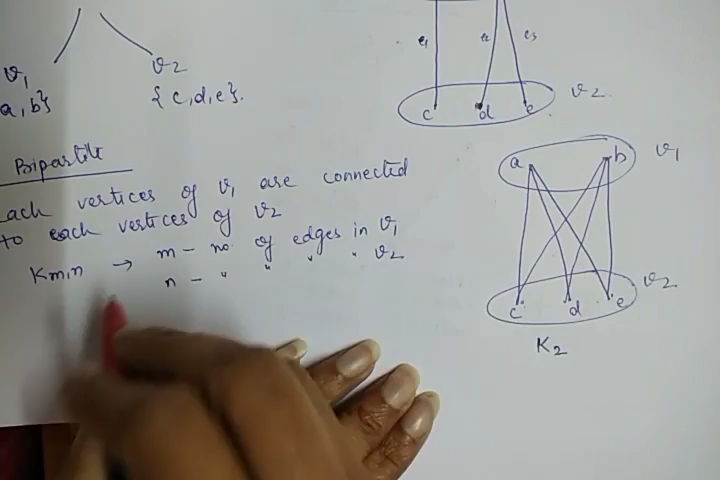 v1
a, b}
v2
{c, d, e}.
e1 e2 e3
c d e
v2
Bipartite
each vertices of v1 are connected
to each vertices of v2
Km,n → m - no. of edges in v1
n - " " " " v2
a b
v1
c d e
v2
K2